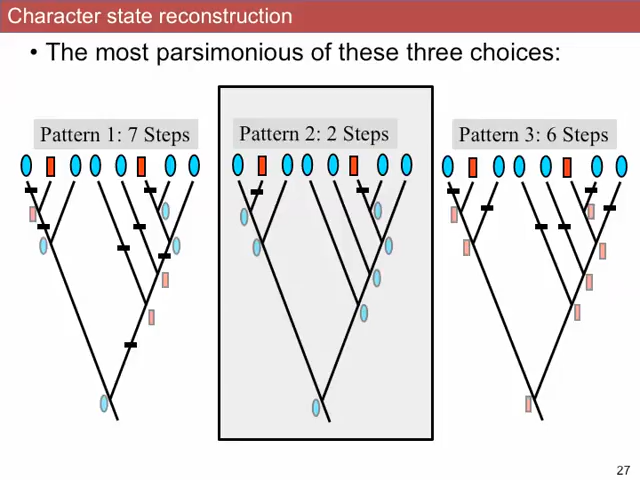 Character state reconstruction
• The most parsimonious of these three choices:
Pattern 1: 7 Steps
Pattern 2: 2 Steps
Pattern 3: 6 Steps
27